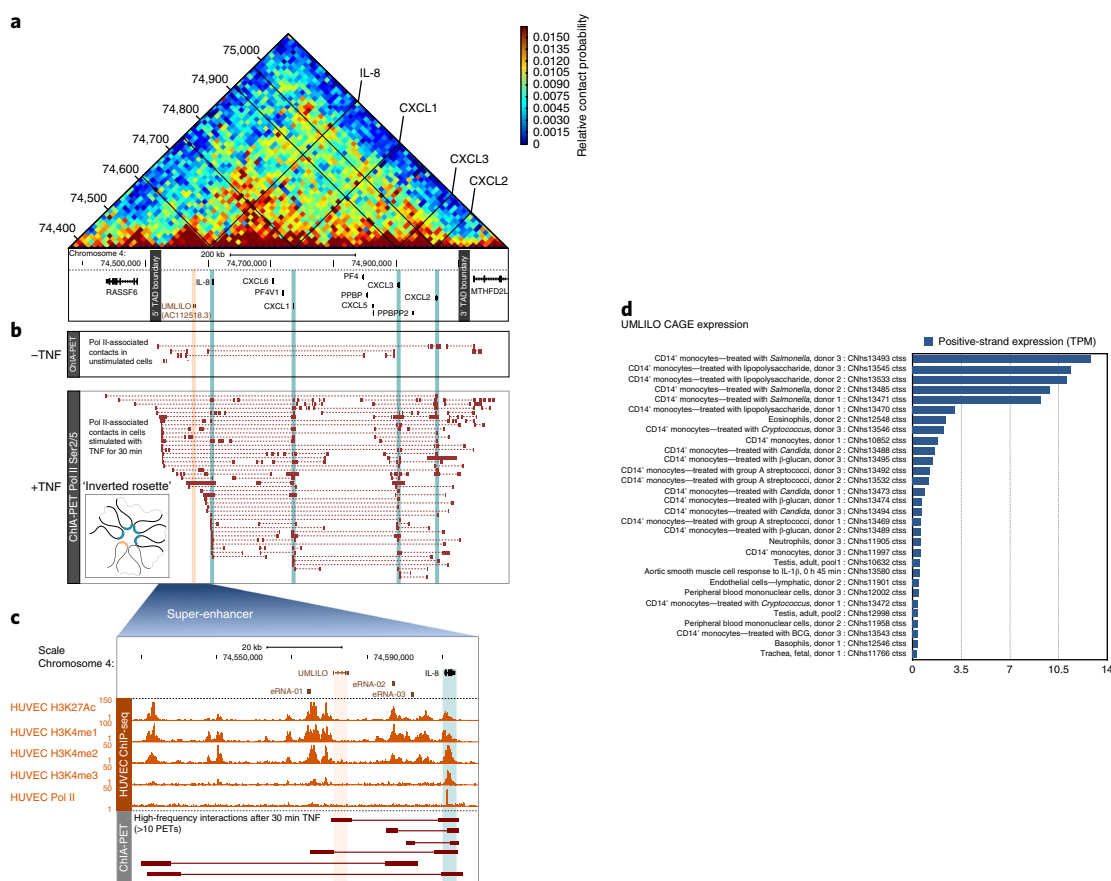 a
75,000
74,900
74,800
74,700
74,600
74,500
74,400
IL-8
CXCL1
CXCL3
CXCL2
0.0150
0.0135
0.0120
0.0105
0.0090
0.0075
0.0060
0.0045
0.0030
0.0015
0
Relative contact probability
Chromosome 4:
200 kb
74,500,000
74,700,000
74,900,000
RASSF6
5′ TAD boundary
UMLILO
(AC112518.3)
IL-8
CXCL6
PF4V1
CXCL1
PF4
PPBP
CXCL5
CXCL3
PPBPP2
CXCL2
3′ TAD boundary
MTHFD2L
b
−TNF
ChIA-PET
Pol II-associated
contacts in
unstimulated cells
+TNF
ChIA-PET Pol II Ser2/5
Pol II-associated
contacts in cells
stimulated with
TNF for 30 min
'Inverted rosette'
Super-enhancer
c
Scale
Chromosome 4:
20 kb
74,550,000
74,590,000
UMLILO
IL-8
eRNA-01
eRNA-02
eRNA-03
HUVEC ChIP-seq
HUVEC H3K27Ac
150
1
HUVEC H3K4me1
100
1
HUVEC H3K4me2
50
1
HUVEC H3K4me3
50
1
HUVEC Pol II
50
1
ChIA-PET
High-frequency interactions after 30 min TNF
(>10 PETs)
d
UMLILO CAGE expression
Positive-strand expression (TPM)
CD14+ monocytes—treated with Salmonella, donor 3 : CNhs13493 ctss
CD14+ monocytes—treated with lipopolysaccharide, donor 3 : CNhs13545 ctss
CD14+ monocytes—treated with lipopolysaccharide, donor 2 : CNhs13533 ctss
CD14+ monocytes—treated with Salmonella, donor 2 : CNhs13485 ctss
CD14+ monocytes—treated with Salmonella, donor 1 : CNhs13471 ctss
CD14+ monocytes—treated with lipopolysaccharide, donor 1 : CNhs13470 ctss
Eosinophils, donor 2 : CNhs12548 ctss
CD14+ monocytes—treated with Cryptococcus, donor 3 : CNhs13546 ctss
CD14+ monocytes, donor 1 : CNhs10852 ctss
CD14+ monocytes—treated with Candida, donor 2 : CNhs13488 ctss
CD14+ monocytes—treated with β-glucan, donor 3 : CNhs13495 ctss
CD14+ monocytes—treated with group A streptococci, donor 3 : CNhs13492 ctss
CD14+ monocytes—treated with group A streptococci, donor 2 : CNhs13532 ctss
CD14+ monocytes—treated with Candida, donor 1 : CNhs13473 ctss
CD14+ monocytes—treated with β-glucan, donor 1 : CNhs13474 ctss
CD14+ monocytes—treated with Candida, donor 3 : CNhs13494 ctss
CD14+ monocytes—treated with group A streptococci, donor 1 : CNhs13469 ctss
CD14+ monocytes—treated with β-glucan, donor 2 : CNhs13489 ctss
Neutrophils, donor 3 : CNhs11905 ctss
CD14+ monocytes, donor 3 : CNhs11997 ctss
Testis, adult, pool1 : CNhs10632 ctss
Aortic smooth muscle cell response to IL-1β, 0 h 45 min : CNhs13580 ctss
Endothelial cells—lymphatic, donor 2 : CNhs11901 ctss
Peripheral blood mononuclear cells, donor 3 : CNhs12002 ctss
CD14+ monocytes—treated with Cryptococcus, donor 1 : CNhs13472 ctss
Testis, adult, pool2 : CNhs12998 ctss
Peripheral blood mononuclear cells, donor 2 : CNhs11958 ctss
CD14+ monocytes—treated with BCG, donor 3 : CNhs13543 ctss
Basophils, donor 1 : CNhs12546 ctss
Trachea, fetal, donor 1 : CNhs11766 ctss
0
3.5
7
10.5
14